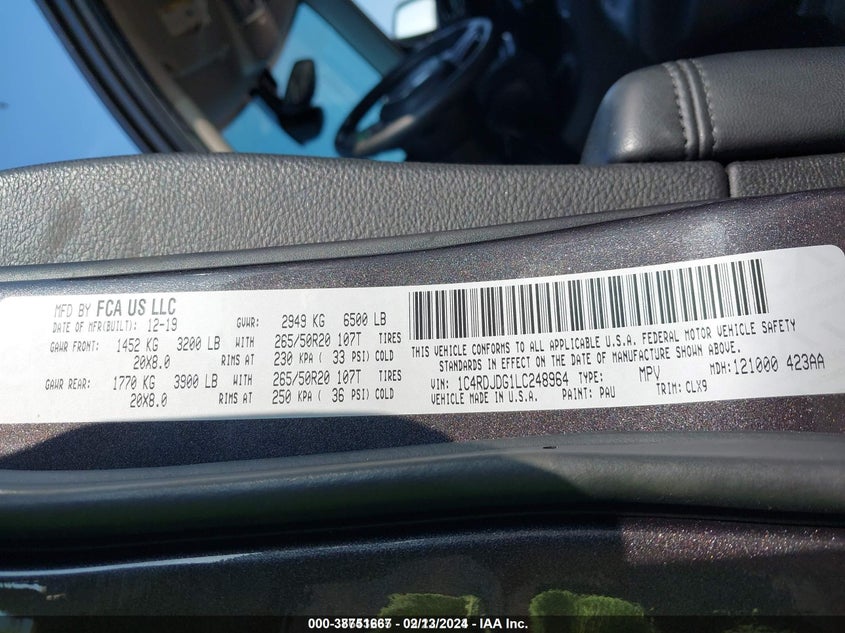 MFD BY FCA US LLC
DATE OF MFR(BUILT): 12-19 GVWR: 2949 KG 6500 LB
GAWR FRONT: 1452 KG 3200 LB WITH 265/50R20 107T TIRES
20X8.0 RIMS AT 230 KPA ( 33 PSI) COLD
GAWR REAR: 1770 KG 3900 LB WITH 265/50R20 107T TIRES
20X8.0 RIMS AT 250 KPA ( 36 PSI) COLD
THIS VEHICLE CONFORMS TO ALL APPLICABLE U.S.A. FEDERAL MOTOR VEHICLE SAFETY
STANDARDS IN EFFECT ON THE DATE OF MANUFACTURE SHOWN ABOVE.
VIN: 1C4RDJDG1LC248964 TYPE: MPV MDH:121000 423AA
VEHICLE MADE IN U.S.A. PAINT: PAU TRIM: CLX9
2024 - IAA Inc.